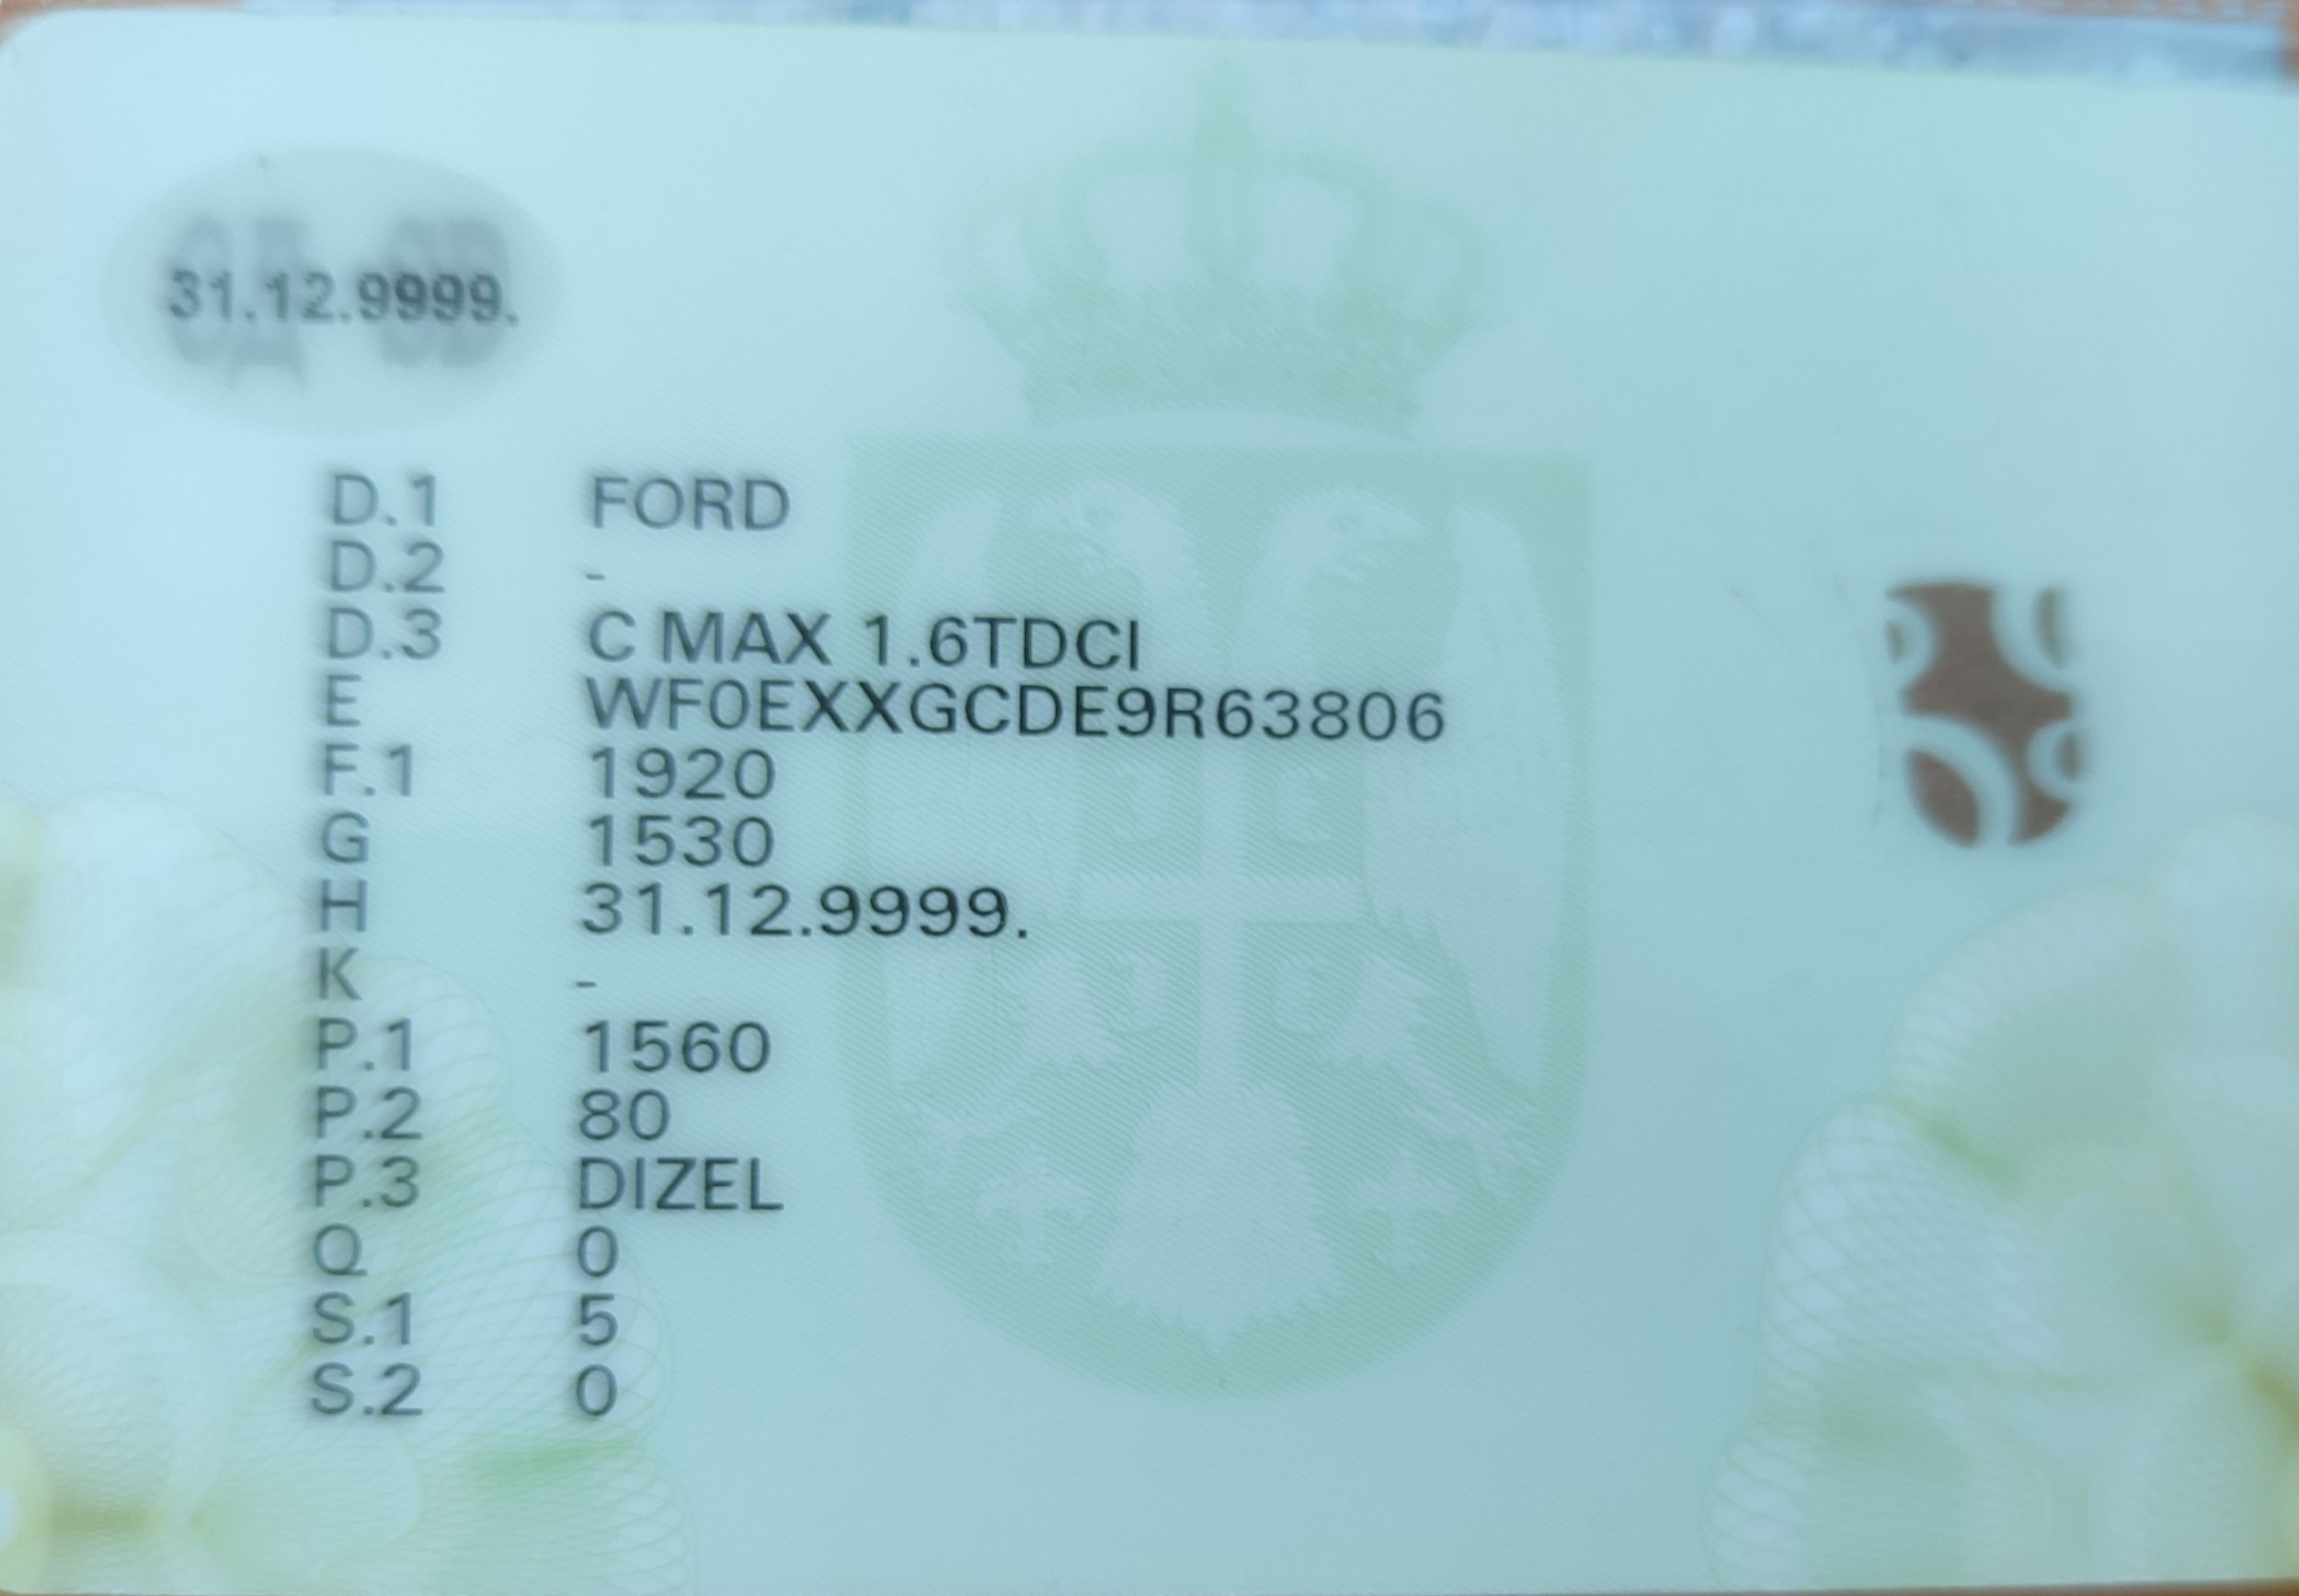 31.12.9999.
D.1 FORD
D.2 -
D.3 C MAX 1.6TDCI
E WF0EXXGCDE9R63806
F.1 1920
G 1530
H 31.12.9999.
K -
P.1 1560
P.2 80
P.3 DIZEL
Q 0
S.1 5
S.2 0